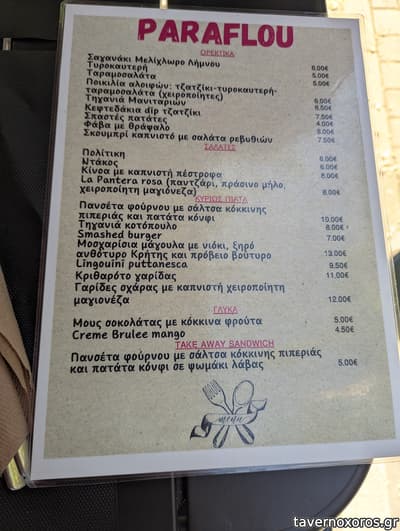 PARAFLOU
ΟΡΕΚΤΙΚΑ
Σαχανάκι Μελίχλωρο Λήμνου 6.00€
Τυροκαυτερή 5.00€
Ταραμοσαλάτα 5.00€
Ποικιλία αλοιφών: τζατζίκι-τυροκαυτερή-
ταραμοσαλάτα (χειροποίητες) 6.00€
Τηχανιά Μανιταριών 6.50€
Κεφτεδάκια dip τζατζίκι 7.50€
Σπαστές πατάτες 4.00€
Φάβα με θράψαλο 8.00€
Σκουμπρί καπνιστό με σαλάτα ρεβυθιών 7.50€
ΣΑΛΑΤΕΣ
Πολίτικη 6.00€
Ντάκος 6.00€
Κίνοα με καπνιστή πέστροφα 8.00€
La Pantera rosa (παντζάρι, πράσινο μήλο,
χειροποίητη μαγιονέζα) 8.00€
ΚΥΡΙΩΣ ΠΙΑΤΑ
Πανσέτα φούρνου με σάλτσα κόκκινης
πιπεριάς και πατάτα κονφί 10.00€
Τηγανιά κοτόπουλο 8.00€
Smashed burger 7.00€
Μοσχαρίσια μάγουλα με νιόκι, ξηρό
ανθότυρο Κρήτης και πρόβειο βούτυρο 13.00€
Lingouini puttanesca 9.50€
Κριθαρότο γαρίδας 11.00€
Γαρίδες σχάρας με καπνιστή χειροποίητη
μαγιονέζα 12.00€
ΓΛΥΚΑ
Μους σοκολάτας με κόκκινα φρούτα 5.00€
Creme Brulee mango 4.50€
TAKE AWAY SANDWICH
Πανσέτα φούρνου με σάλτσα κόκκινης πιπεριάς
και πατάτα κόνφι σε ψωμάκι λάβας 5.00€
menu
tavernoxoros.gr